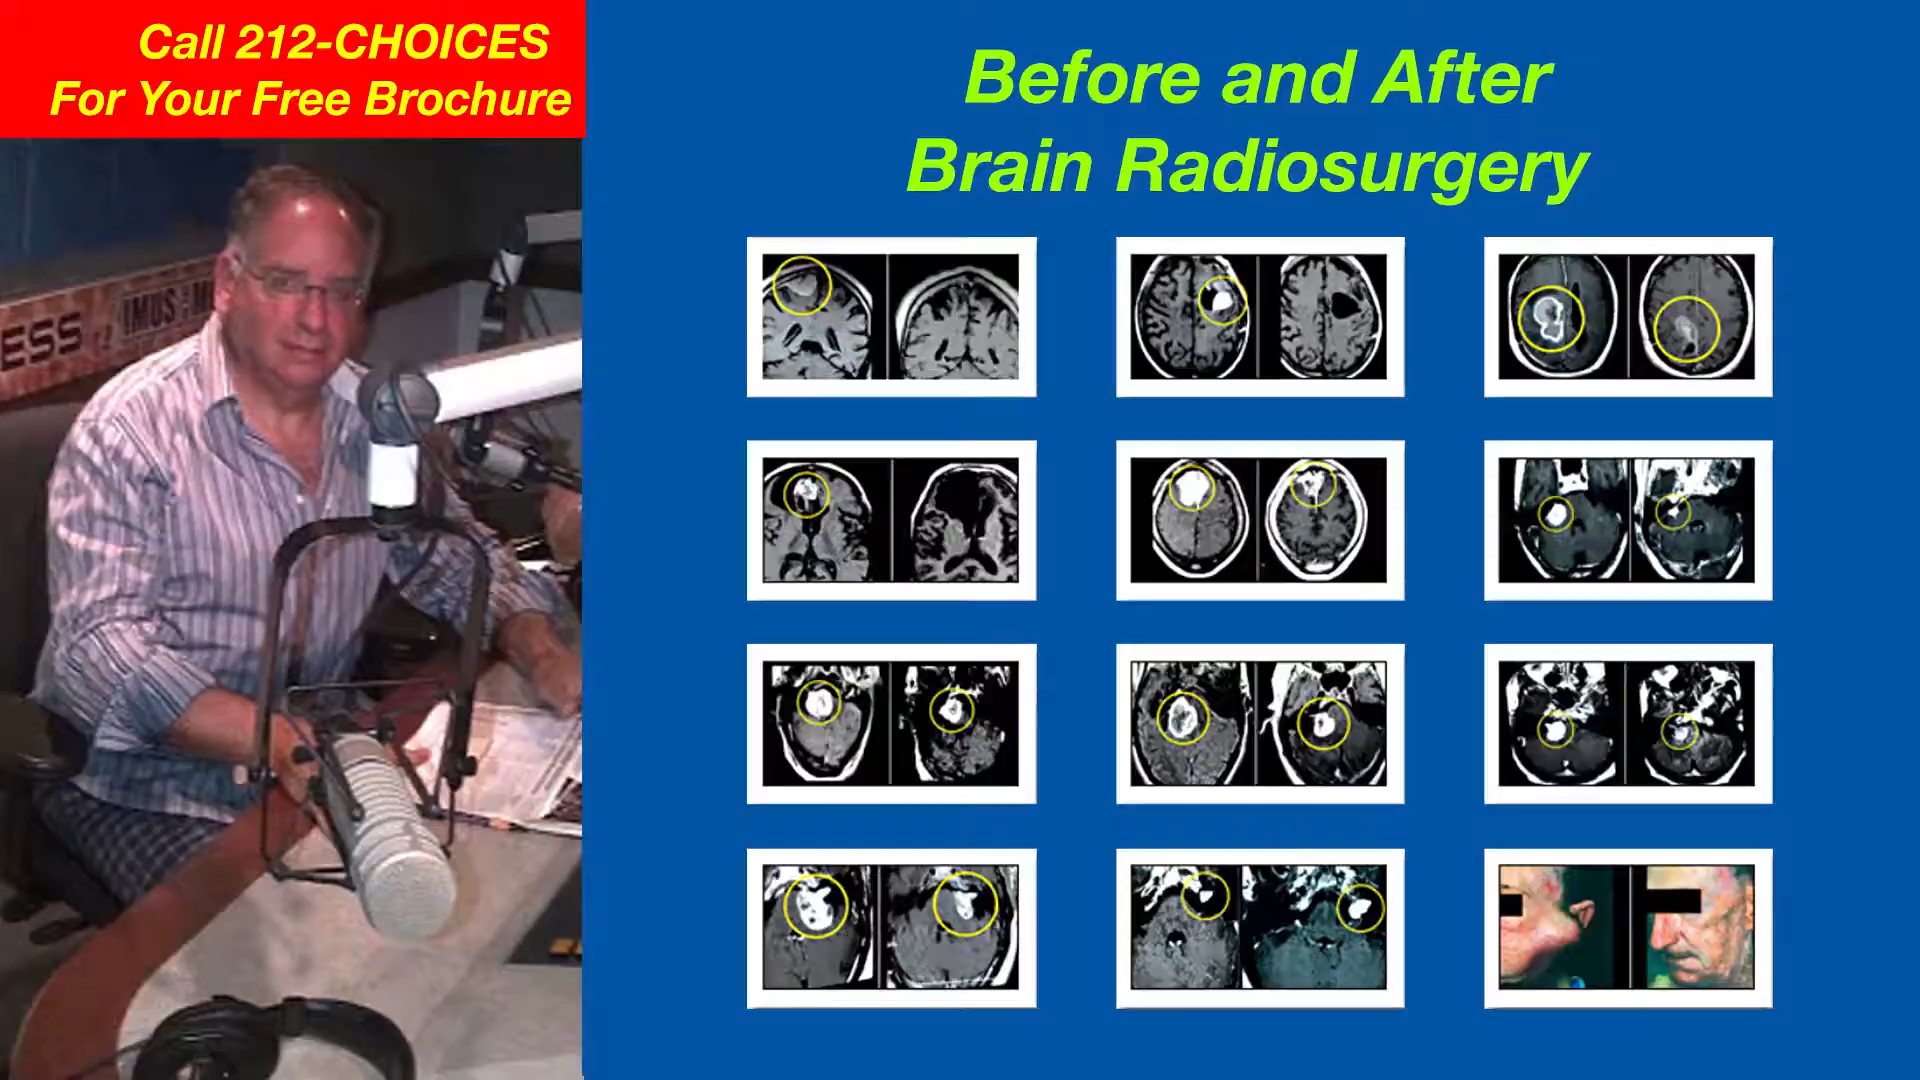 Call 212-CHOICES
For Your Free Brochure
Before and After
Brain Radiosurgery
ESS
IMUS